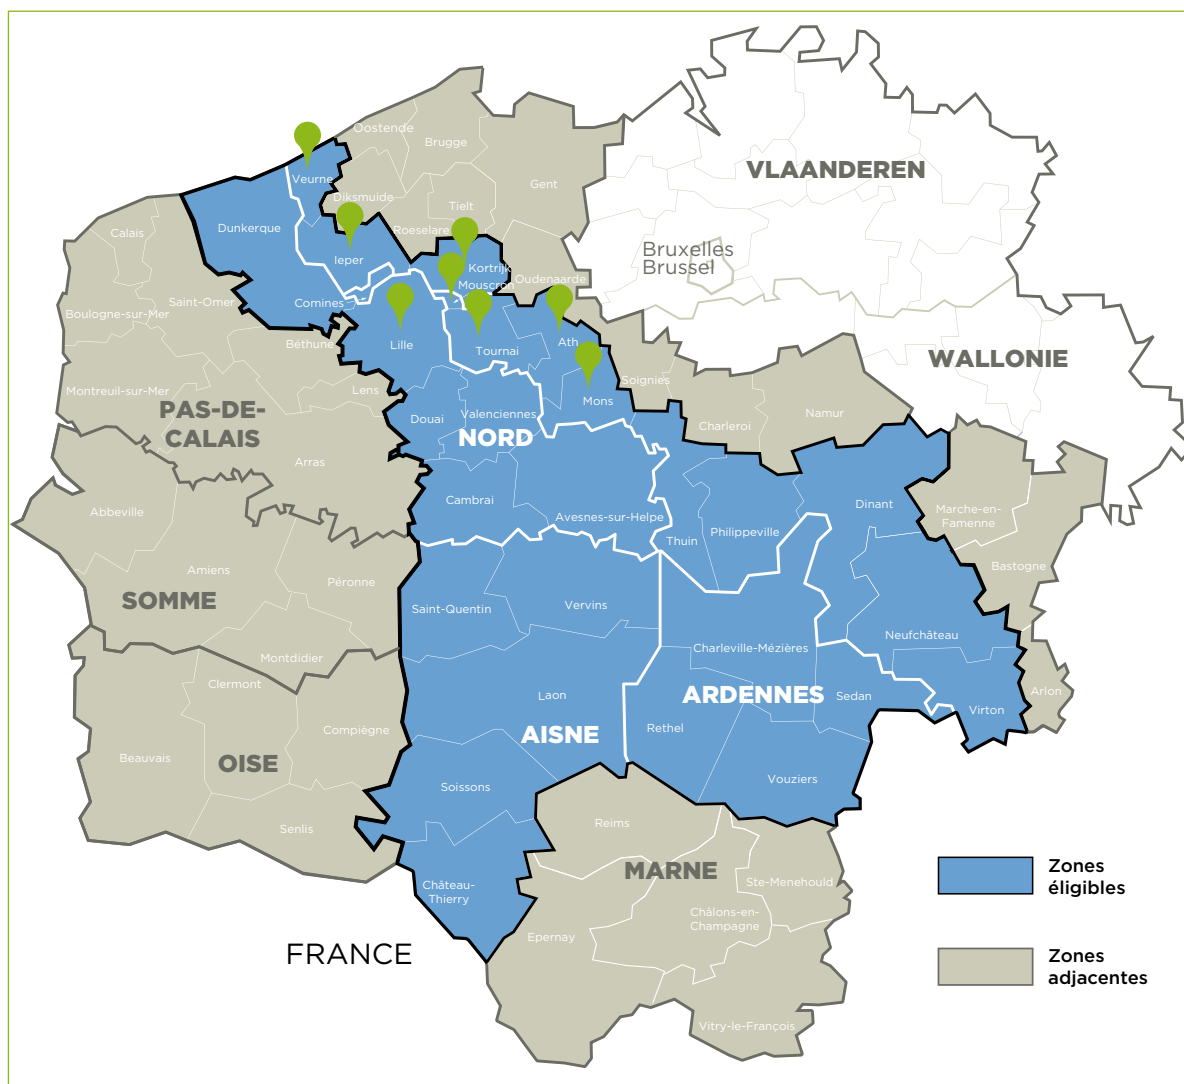 Oostende
Brugge
VLAANDEREN
Veurne
Gent
Diksmuide
Tielt
Calais
Dunkerque
Roeselare
Bruxelles
Brussel
Ieper
Kortrijk
Oudenaarde
Mouscron
Saint-Omer
Comines
Boulogne-sur-Mer
Béthune
Lille
Tournai
Ath
WALLONIE
Soignies
Montreuil-sur-Mer
Lens
Mons
PAS-DE-
CALAIS
Douai
Valenciennes
NORD
Charleroi
Namur
Arras
Cambrai
Abbeville
Avesnes-sur-Helpe
Dinant
Marche-en-
Famenne
Thuin
Philippeville
Bastogne
Amiens
Péronne
SOMME
Saint-Quentin
Vervins
Neufchâteau
Montdidier
Charleville-Mézières
Clermont
Laon
ARDENNES
Sedan
Arlon
Virton
Compiègne
AISNE
Rethel
Beauvais
OISE
Soissons
Vouziers
Senlis
Reims
MARNE
Ste-Menehould
Château-
Thierry
Châlons-en-
Champagne
Epernay
FRANCE
Vitry-le-François
Zones
éligibles
Zones
adjacentes